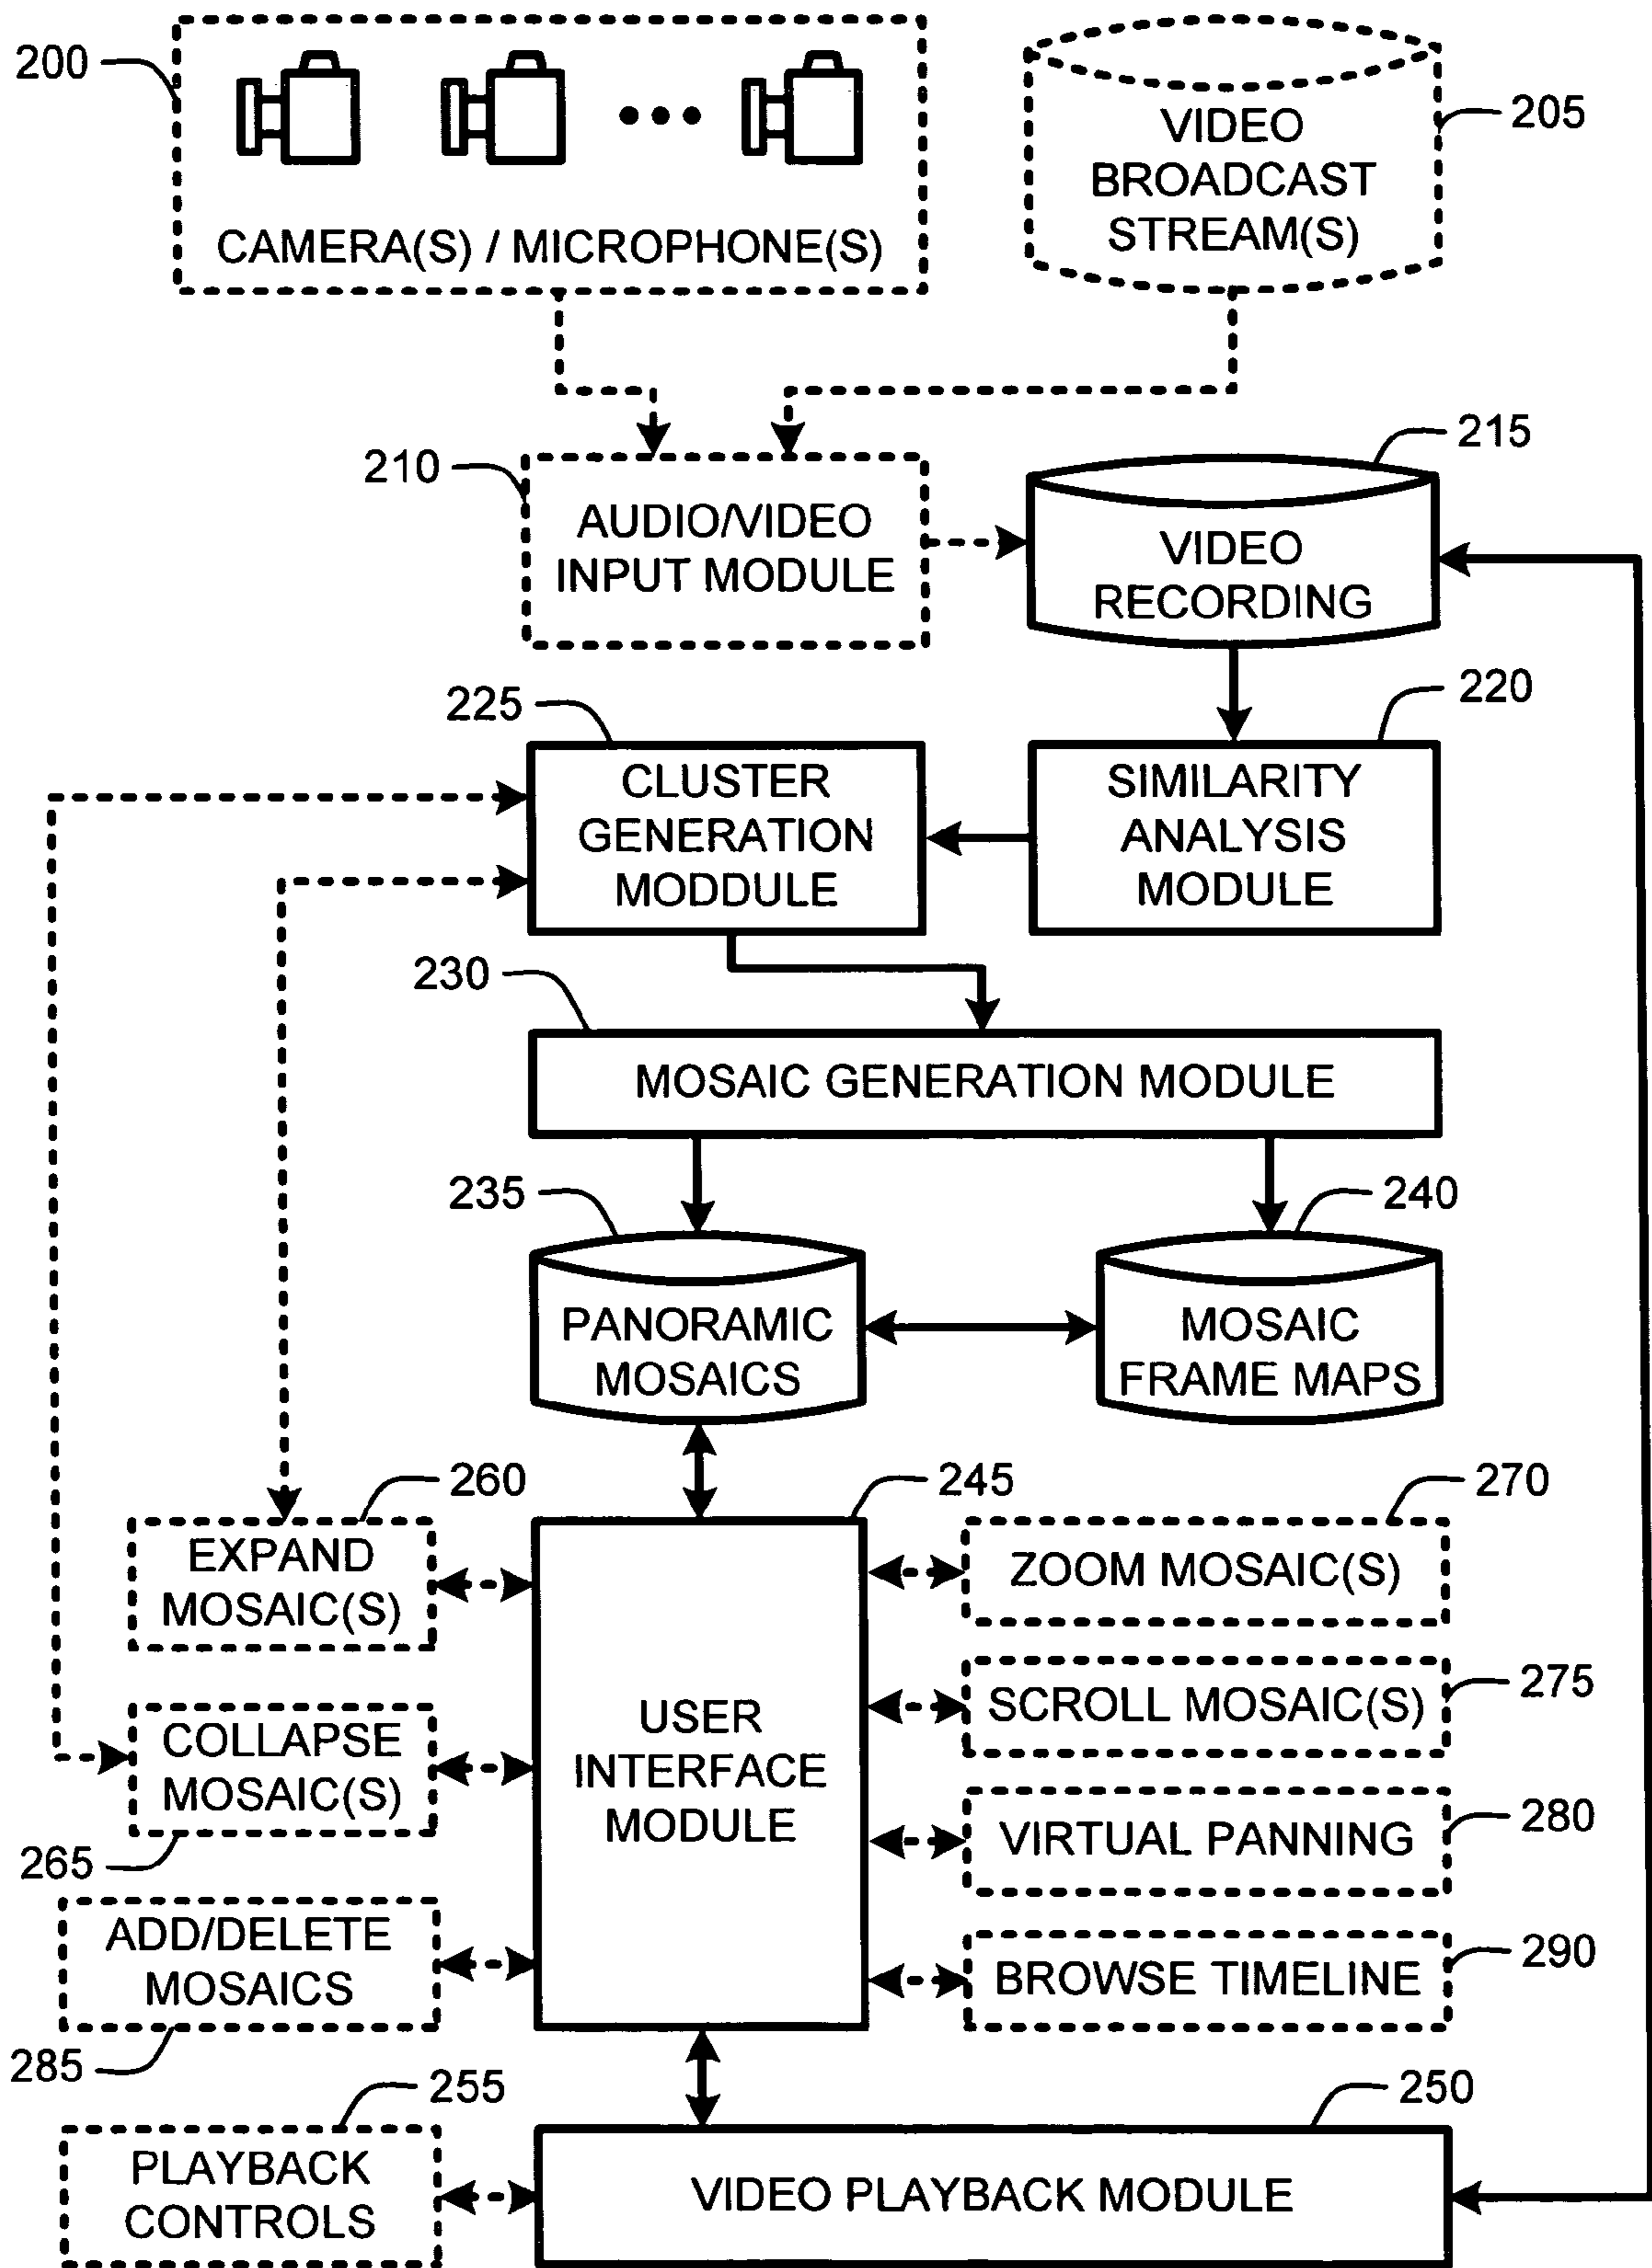 200
CAMERA(S) / MICROPHONE(S)
VIDEO
BROADCAST
STREAM(S)
205
210
AUDIO/VIDEO
INPUT MODULE
215
VIDEO
RECORDING
225
CLUSTER
GENERATION
MODDULE
220
SIMILARITY
ANALYSIS
MODULE
230
MOSAIC GENERATION MODULE
235
PANORAMIC
MOSAICS
240
MOSAIC
FRAME MAPS
260
EXPAND
MOSAIC(S)
245
USER
INTERFACE
MODULE
270
ZOOM MOSAIC(S)
SCROLL MOSAIC(S)
275
COLLAPSE
MOSAIC(S)
265
VIRTUAL PANNING
280
ADD/DELETE
MOSAICS
285
BROWSE TIMELINE
290
255
PLAYBACK
CONTROLS
250
VIDEO PLAYBACK MODULE